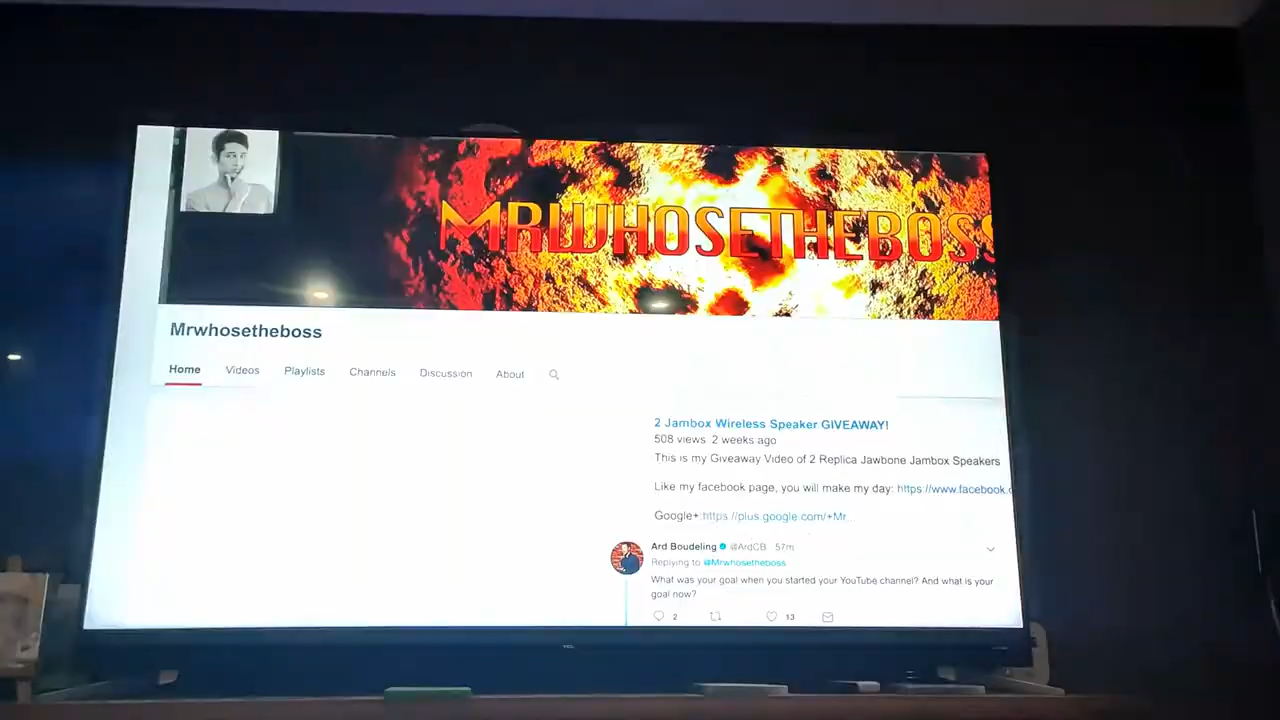 MRWHOSETHEBOSS
Mrwhosetheboss
Home Videos Playlists Channels Discussion About
2 Jambox Wireless Speaker GIVEAWAY!
508 views 2 weeks ago
This is my Giveaway Video of 2 Replica Jawbone Jambox Speakers
Like my facebook page, you will make my day: https://www.facebook.c
Google+:https://plus.google.com/+Mr...
Ard Boudeling @ArdCB 57m
Replying to @Mrwhosetheboss
What was your goal when you started your YouTube channel? And what is your
goal now?
2 13
TCL